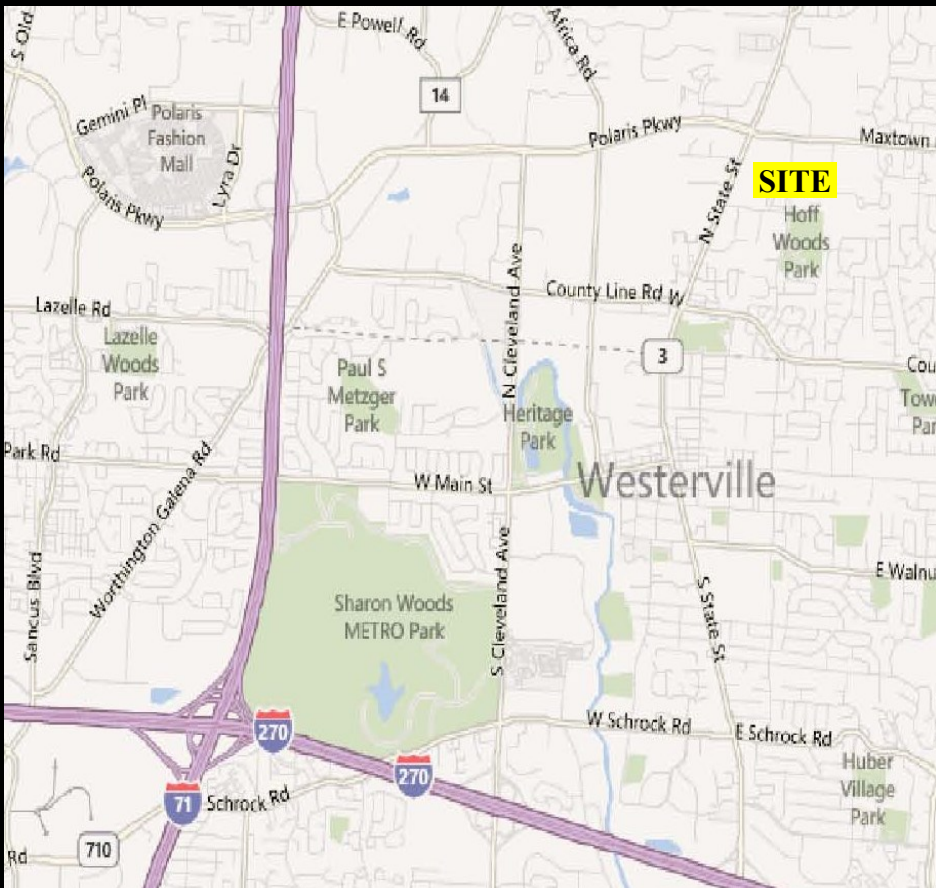 S Old
E Powell Rd
Africa Rd
14
Gemini Pl
Polaris
Fashion
Mall
Lyra Dr
Polaris Pkwy
Polaris Pkwy
Maxtown
N State St
SITE
Hoff
Woods
Park
Lazelle Rd
County Line Rd W
N Cleveland Ave
Lazelle
Woods
Park
Paul S
Metzger
Park
3
Heritage
Park
Cou
Tow
Par
Park Rd
Worthington Galena Rd
W Main St
Westerville
Sancus Blvd
Sharon Woods
METRO Park
S Cleveland Ave
S State St
E Walnu
W Schrock Rd
E Schrock Rd
270
270
71
Schrock Rd
Huber
Village
Park
710
Rd